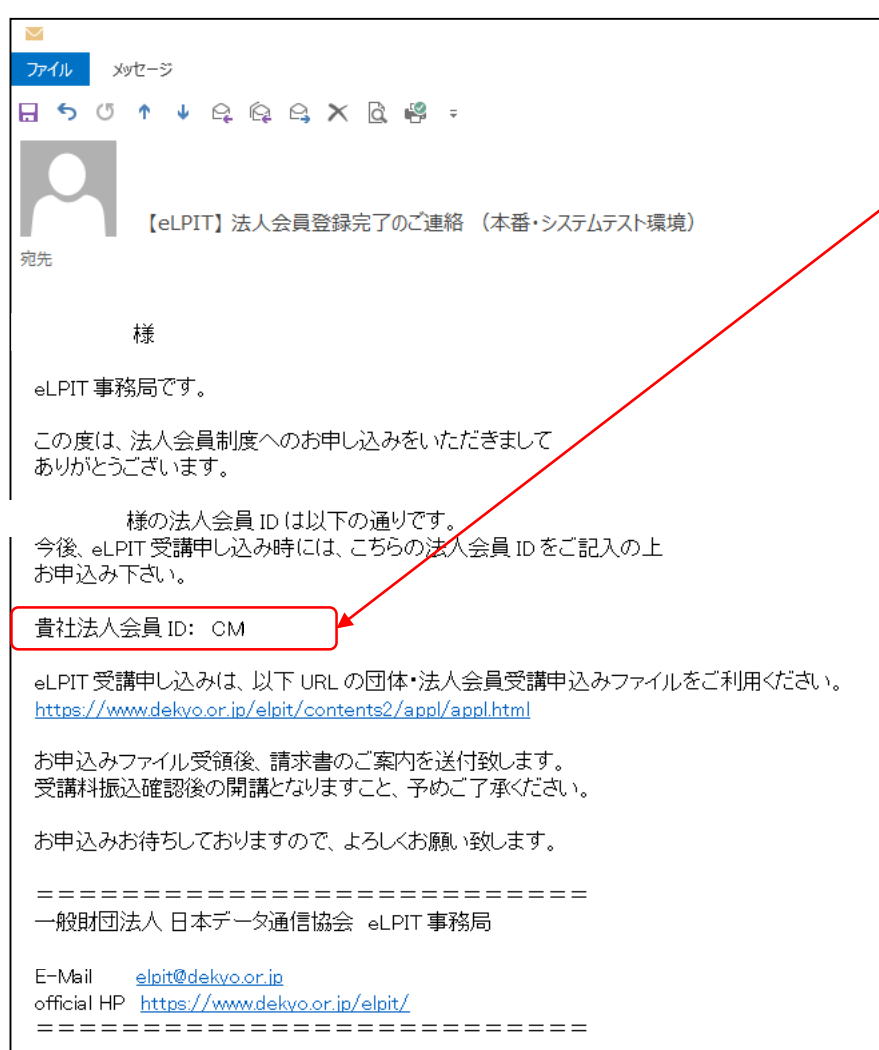 ファイル メッセージ
【eLPIT】 法人会員登録完了のご連絡 （本番・システムテスト環境）
宛先
様
eLPIT 事務局です。
この度は、法人会員制度へのお申し込みをいただきまして
ありがとうございます。
様の法人会員 ID は以下の通りです。
今後、eLPIT 受講申し込み時には、こちらの法人会員 ID をご記入の上
お申込み下さい。
貴社法人会員 ID： CM
eLPIT 受講申し込みは、以下 URL の団体・法人会員受講申込みファイルをご利用ください。
https://www.dekyo.or.jp/elpit/contents2/appl/appl.html
お申込みファイル受領後、請求書のご案内を送付致します。
受講料振込確認後の開講となりますこと、予めご了承ください。
お申込みお待ちしておりますので、よろしくお願い致します。
＝＝＝＝＝＝＝＝＝＝＝＝＝＝＝＝＝＝＝＝＝＝＝＝＝＝
一般財団法人 日本データ通信協会 eLPIT 事務局
E-Mail elpit@dekyo.or.jp
official HP https://www.dekyo.or.jp/elpit/
＝＝＝＝＝＝＝＝＝＝＝＝＝＝＝＝＝＝＝＝＝＝＝＝＝＝